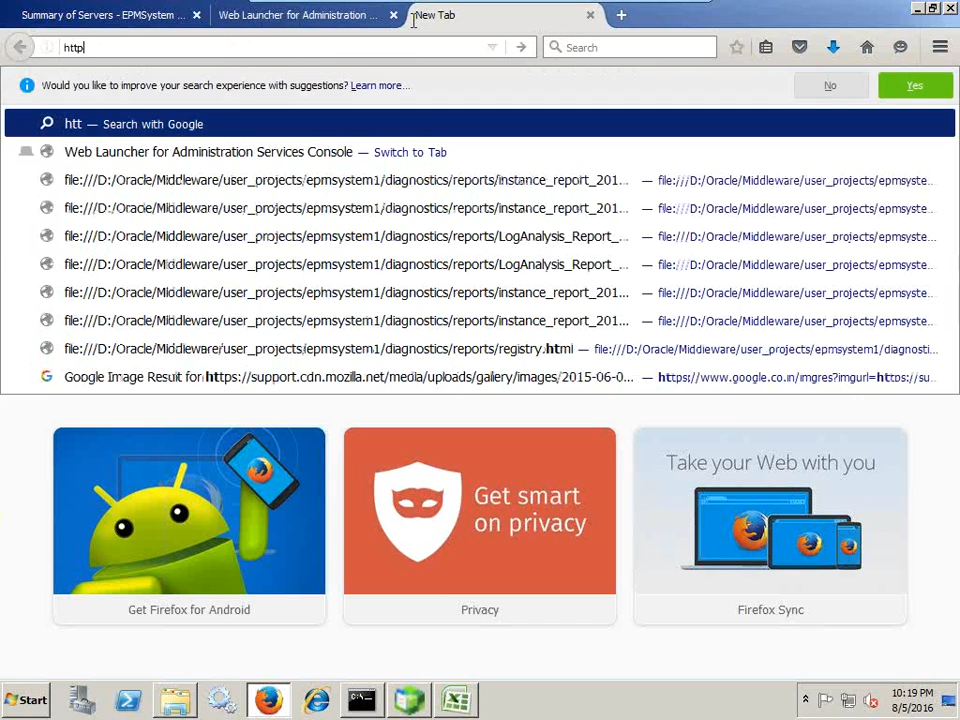 Summary of Servers - EPMSystem ...
Web Launcher for Administration ...
New Tab
http
Search
Would you like to improve your search experience with suggestions? Learn more...
No
Yes
htt — Search with Google
Web Launcher for Administration Services Console — Switch to Tab
file:///D:/Oracle/Middleware/user_projects/epmsystem1/diagnostics/reports/instance_report_201... — file:///D:/Oracle/Middleware/user_projects/epmsyste...
file:///D:/Oracle/Middleware/user_projects/epmsystem1/diagnostics/reports/instance_report_201... — file:///D:/Oracle/Middleware/user_projects/epmsyste...
file:///D:/Oracle/Middleware/user_projects/epmsystem1/diagnostics/reports/LogAnalysis_Report_... — file:///D:/Oracle/Middleware/user_projects/epmsyste...
file:///D:/Oracle/Middleware/user_projects/epmsystem1/diagnostics/reports/LogAnalysis_Report_... — file:///D:/Oracle/Middleware/user_projects/epmsyste...
file:///D:/Oracle/Middleware/user_projects/epmsystem1/diagnostics/reports/instance_report_201... — file:///D:/Oracle/Middleware/user_projects/epmsyste...
file:///D:/Oracle/Middleware/user_projects/epmsystem1/diagnostics/reports/instance_report_201... — file:///D:/Oracle/Middleware/user_projects/epmsyste...
file:///D:/Oracle/Middleware/user_projects/epmsystem1/diagnostics/reports/registry.html — file:///D:/Oracle/Middleware/user_projects/epmsystem1/diagnosti...
Google Image Result for https://support.cdn.mozilla.net/media/uploads/gallery/images/2015-06-0... — https://www.google.co.in/imgres?imgurl=https://su...
Get smart
on privacy
Take your Web with you
Get Firefox for Android
Privacy
Firefox Sync
Start
C:\
10:19 PM
8/5/2016